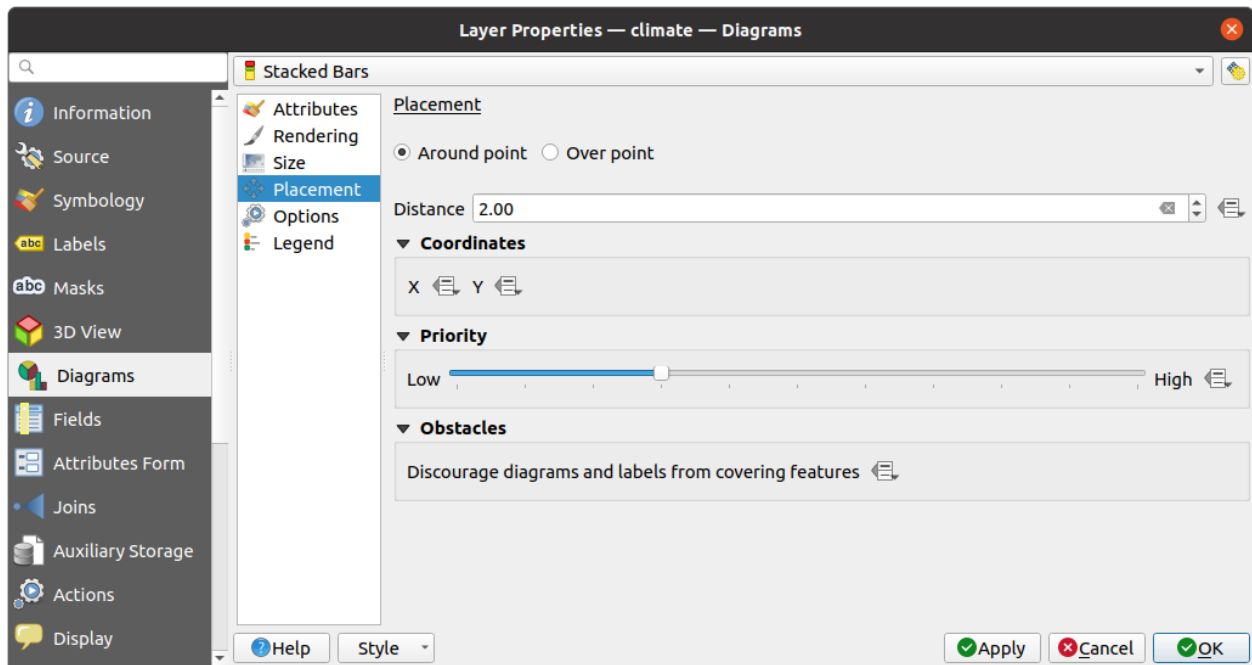 Layer Properties — climate — Diagrams
Stacked Bars
Information
Source
Symbology
abc Labels
abc Masks
3D View
Diagrams
Fields
Attributes Form
Joins
Auxiliary Storage
Actions
Display
Attributes
Rendering
Size
Placement
Options
Legend
Placement
Around point Over point
Distance 2.00
Coordinates
X Y
Priority
Low High
Obstacles
Discourage diagrams and labels from covering features
Help Style Apply Cancel OK